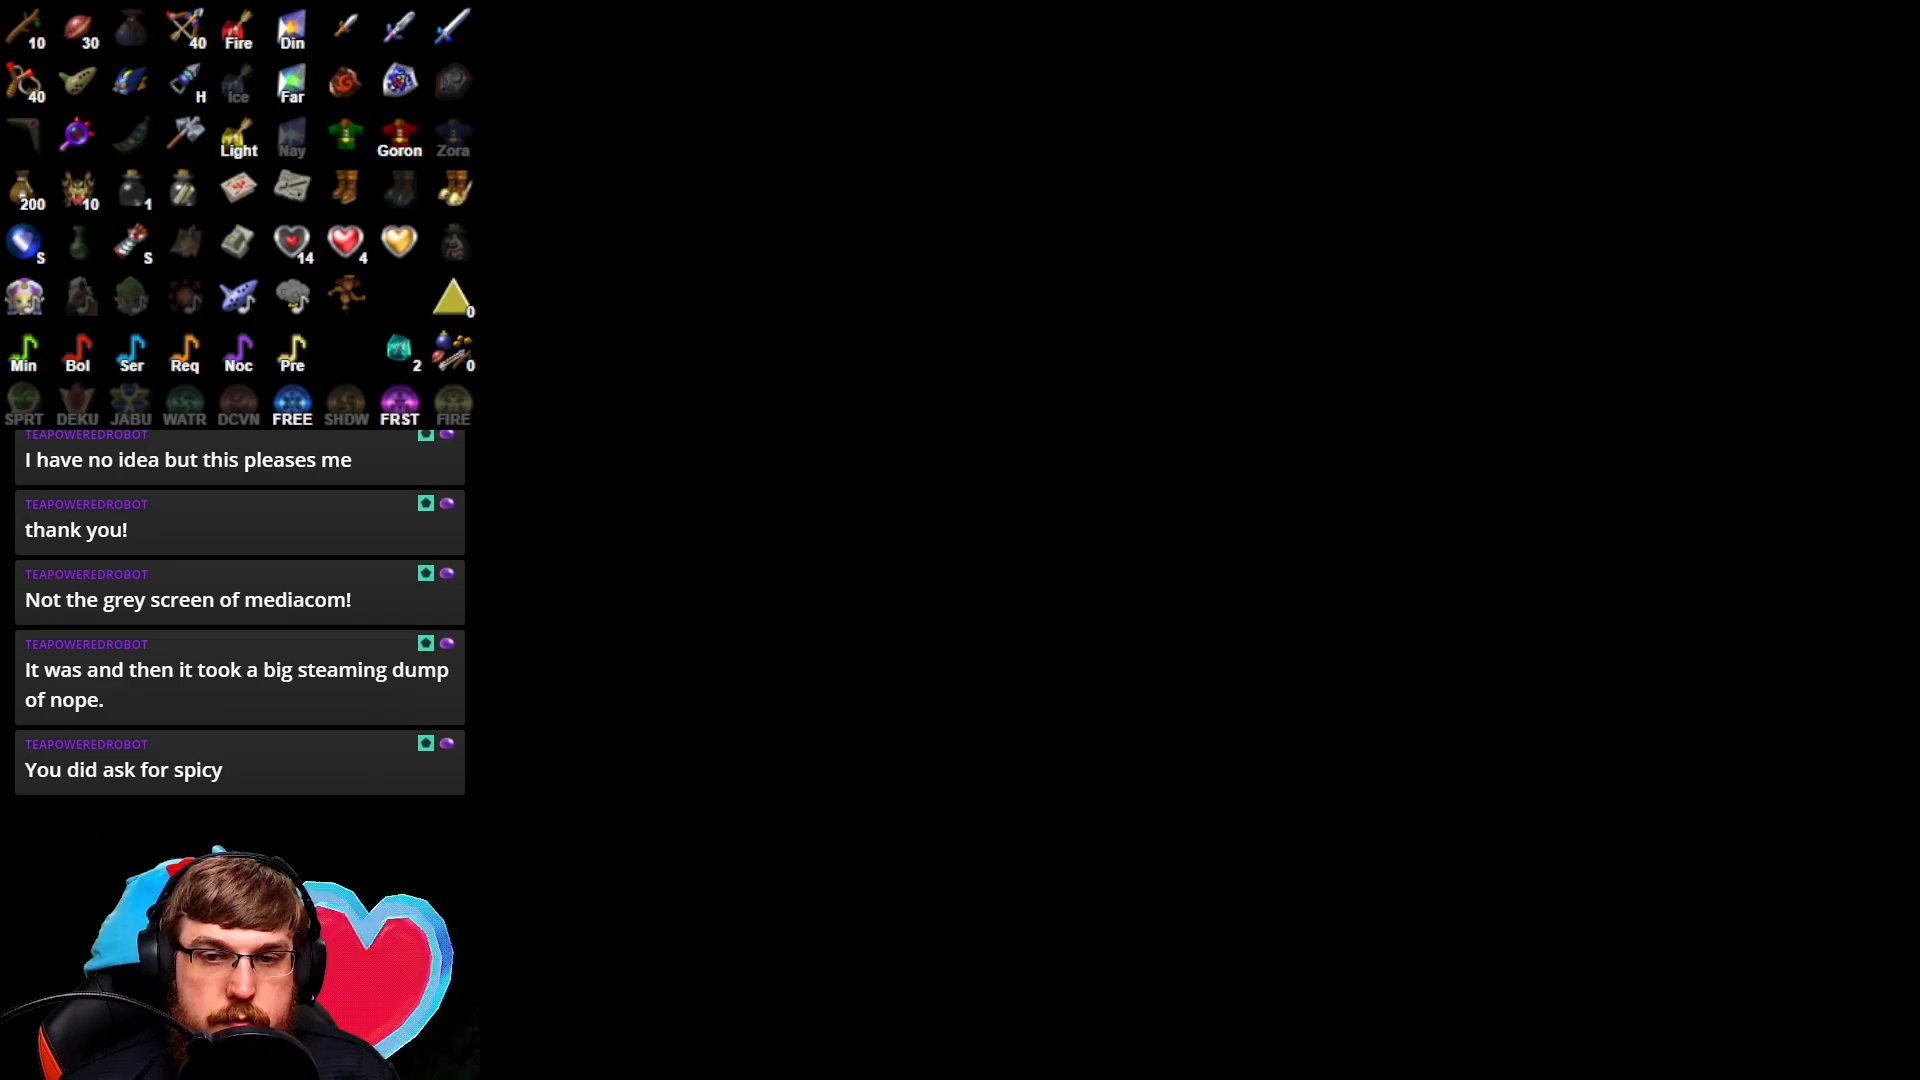 10 30 40 Fire Din
40 H Ice Far
Light Nay Goron Zora
200 10 1
S S 14 4
0
Min Bol Ser Req Noc Pre 2 0
SPRT DEKU JABU WATR DCVN FREE SHDW FRST FIRE
TEAPOWEREDROBOT
I have no idea but this pleases me
TEAPOWEREDROBOT
thank you!
TEAPOWEREDROBOT
Not the grey screen of mediacom!
TEAPOWEREDROBOT
It was and then it took a big steaming dump
of nope.
TEAPOWEREDROBOT
You did ask for spicy